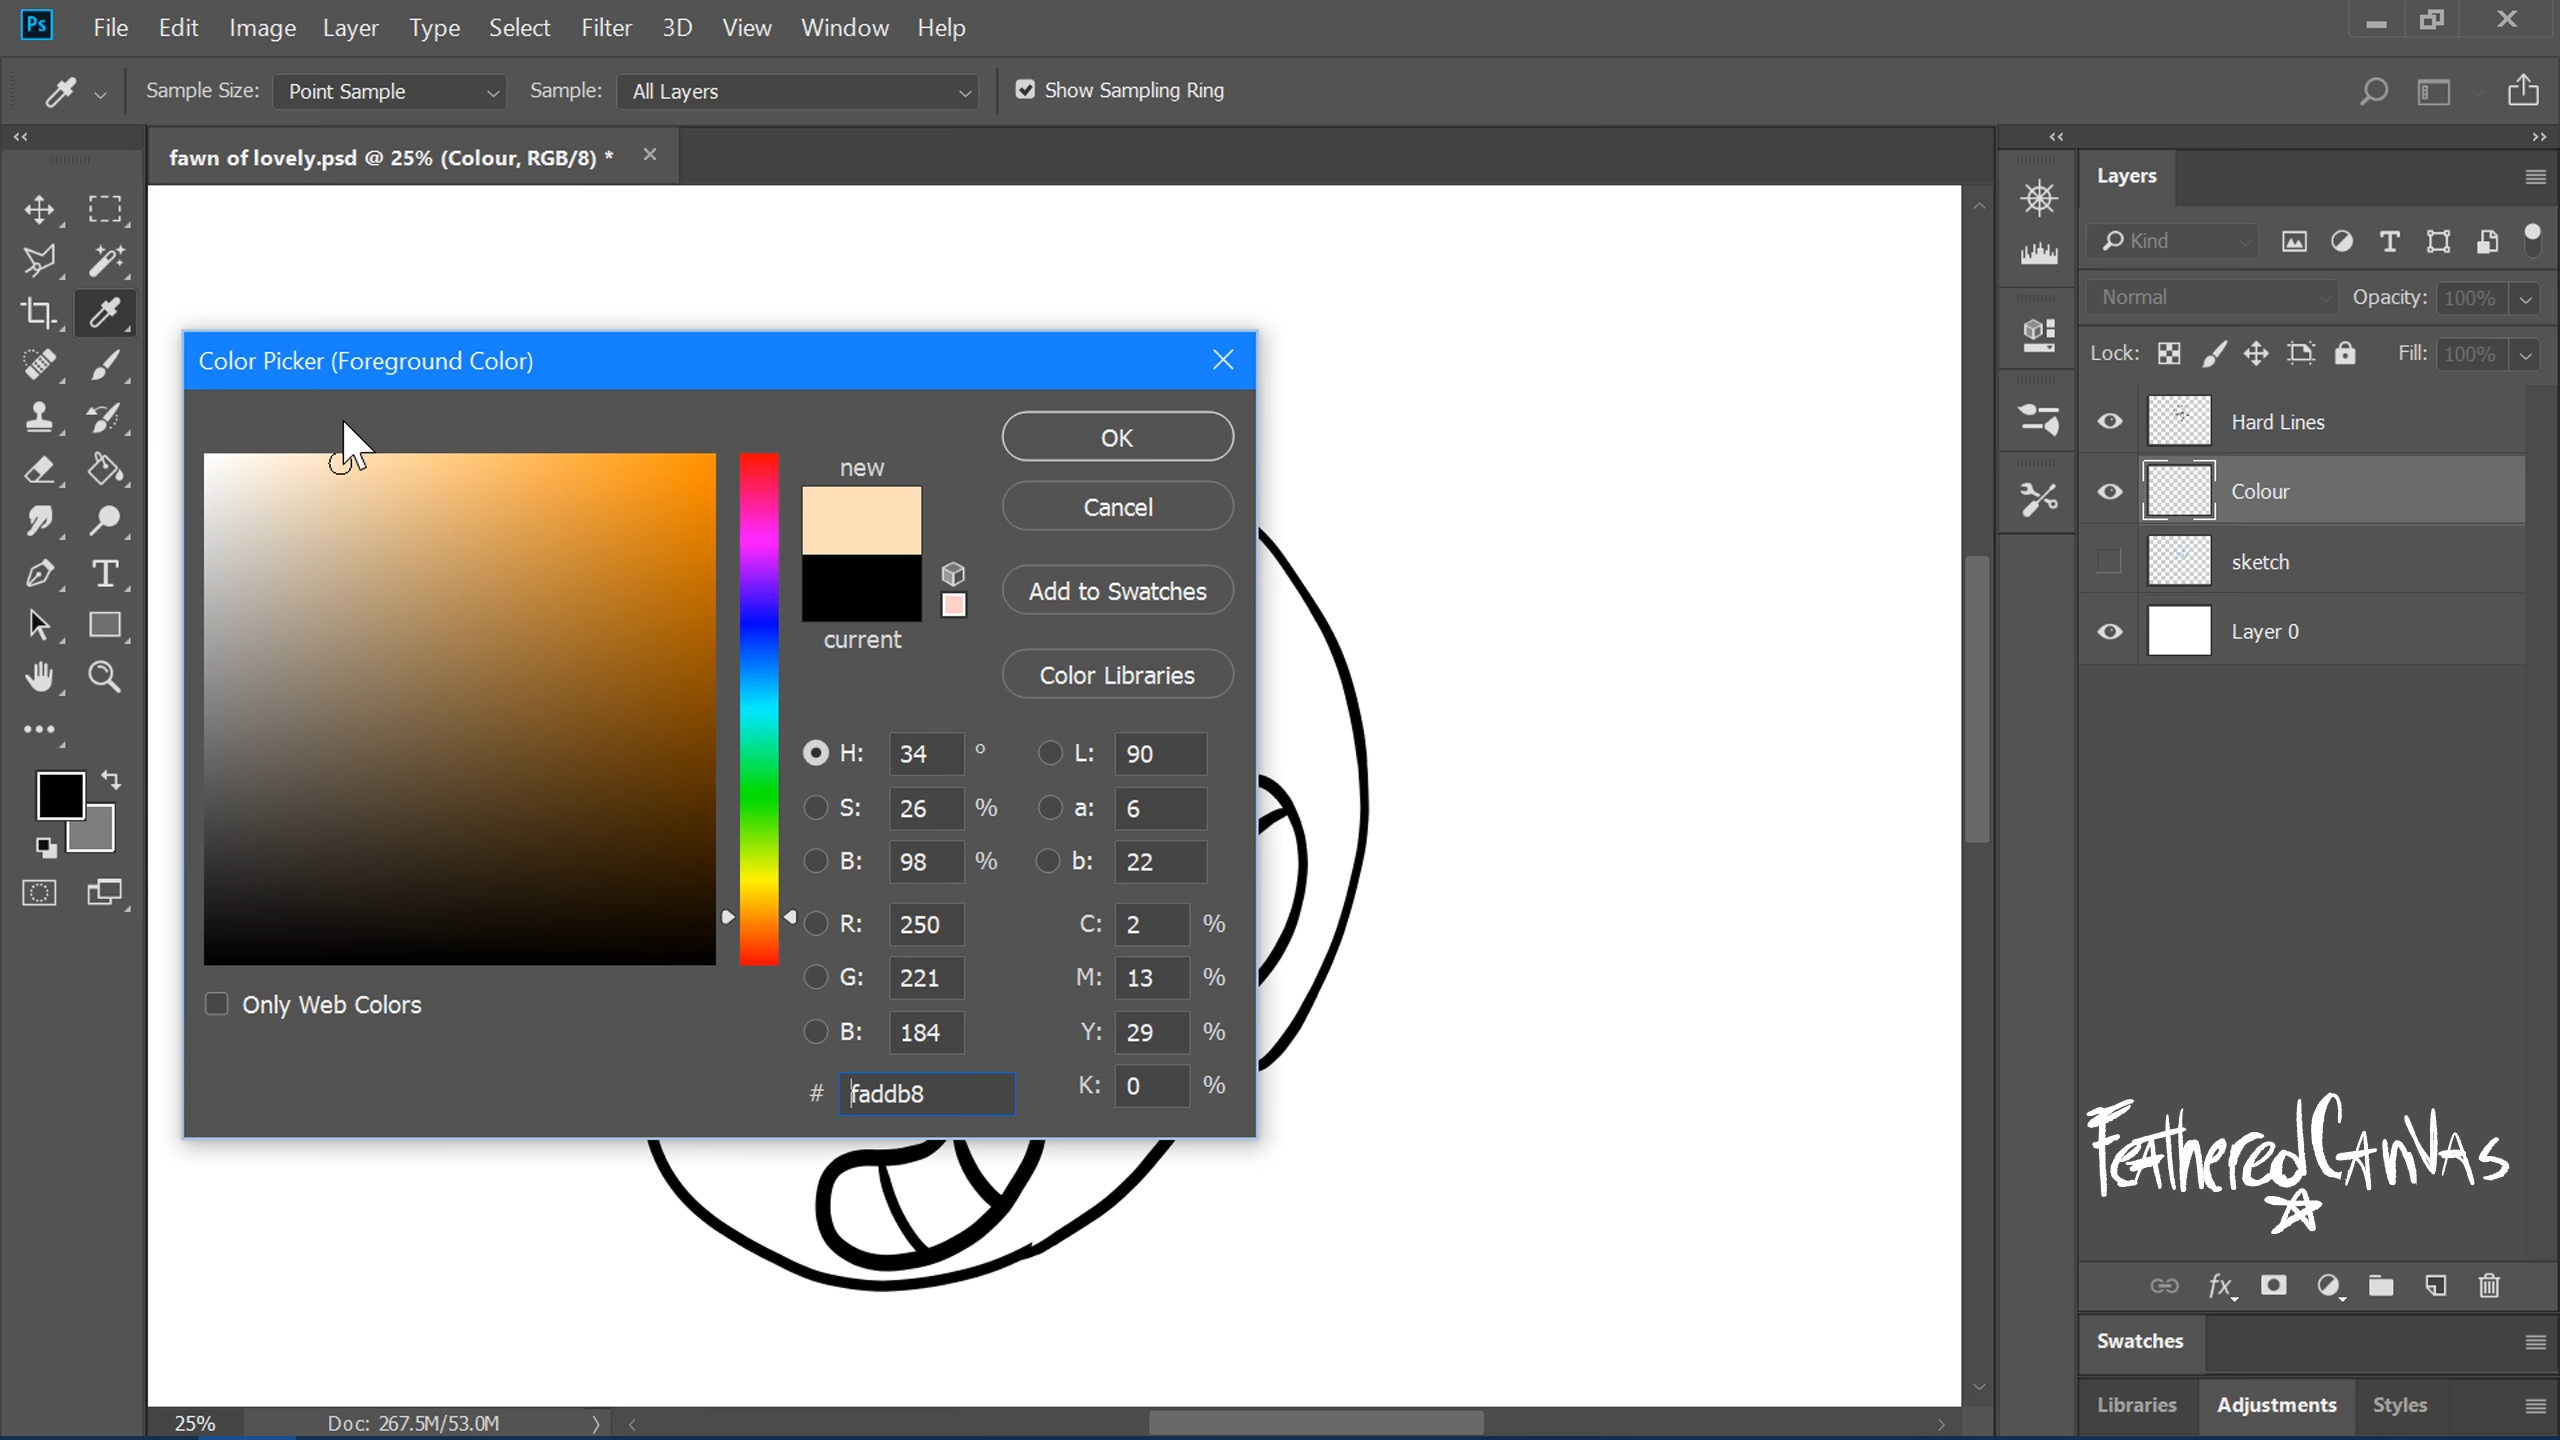 Ps File Edit Image Layer Type Select Filter 3D View Window Help
Sample Size: Point Sample Sample: All Layers Show Sampling Ring
fawn of lovely.psd @ 25% (Colour, RGB/8) *
Layers
Kind
Normal Opacity: 100%
Lock: Fill: 100%
Hard Lines
Colour
sketch
Layer 0
Color Picker (Foreground Color)
OK
new
Cancel
Add to Swatches
current
Color Libraries
H: 34 ° L: 90
S: 26 % a: 6
B: 98 % b: 22
R: 250 C: 2 %
G: 221 M: 13 %
B: 184 Y: 29 %
# faddb8 K: 0 %
Only Web Colors
FeatheredCanvas
fx
Swatches
Libraries Adjustments Styles
25% Doc: 267.5M/53.0M